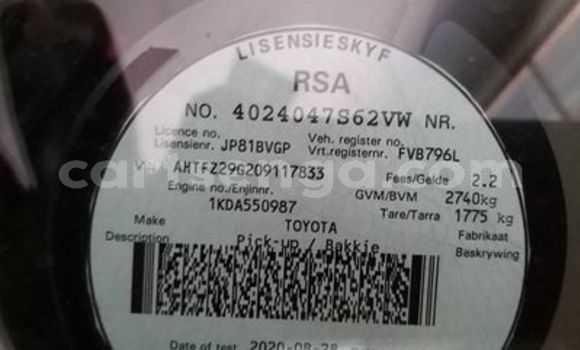 LISENSIESKYF
RSA
NO. 4024047S62VW NR.
Licence no. Veh. register no.
Lisensienr. JP81BVGP Vrt.registernr. FVB796L
VIN AHTFZ29G209117833 Fees/Gelde 2.2
Engine no./Enjinnr. GVM/BVM 2740kg
1KDA550987 Tare/Tarra 1775 kg
Make TOYOTA Fabrikaat
Description Pick-up / Bakkie Beskrywing
Date of test 2020-08-28